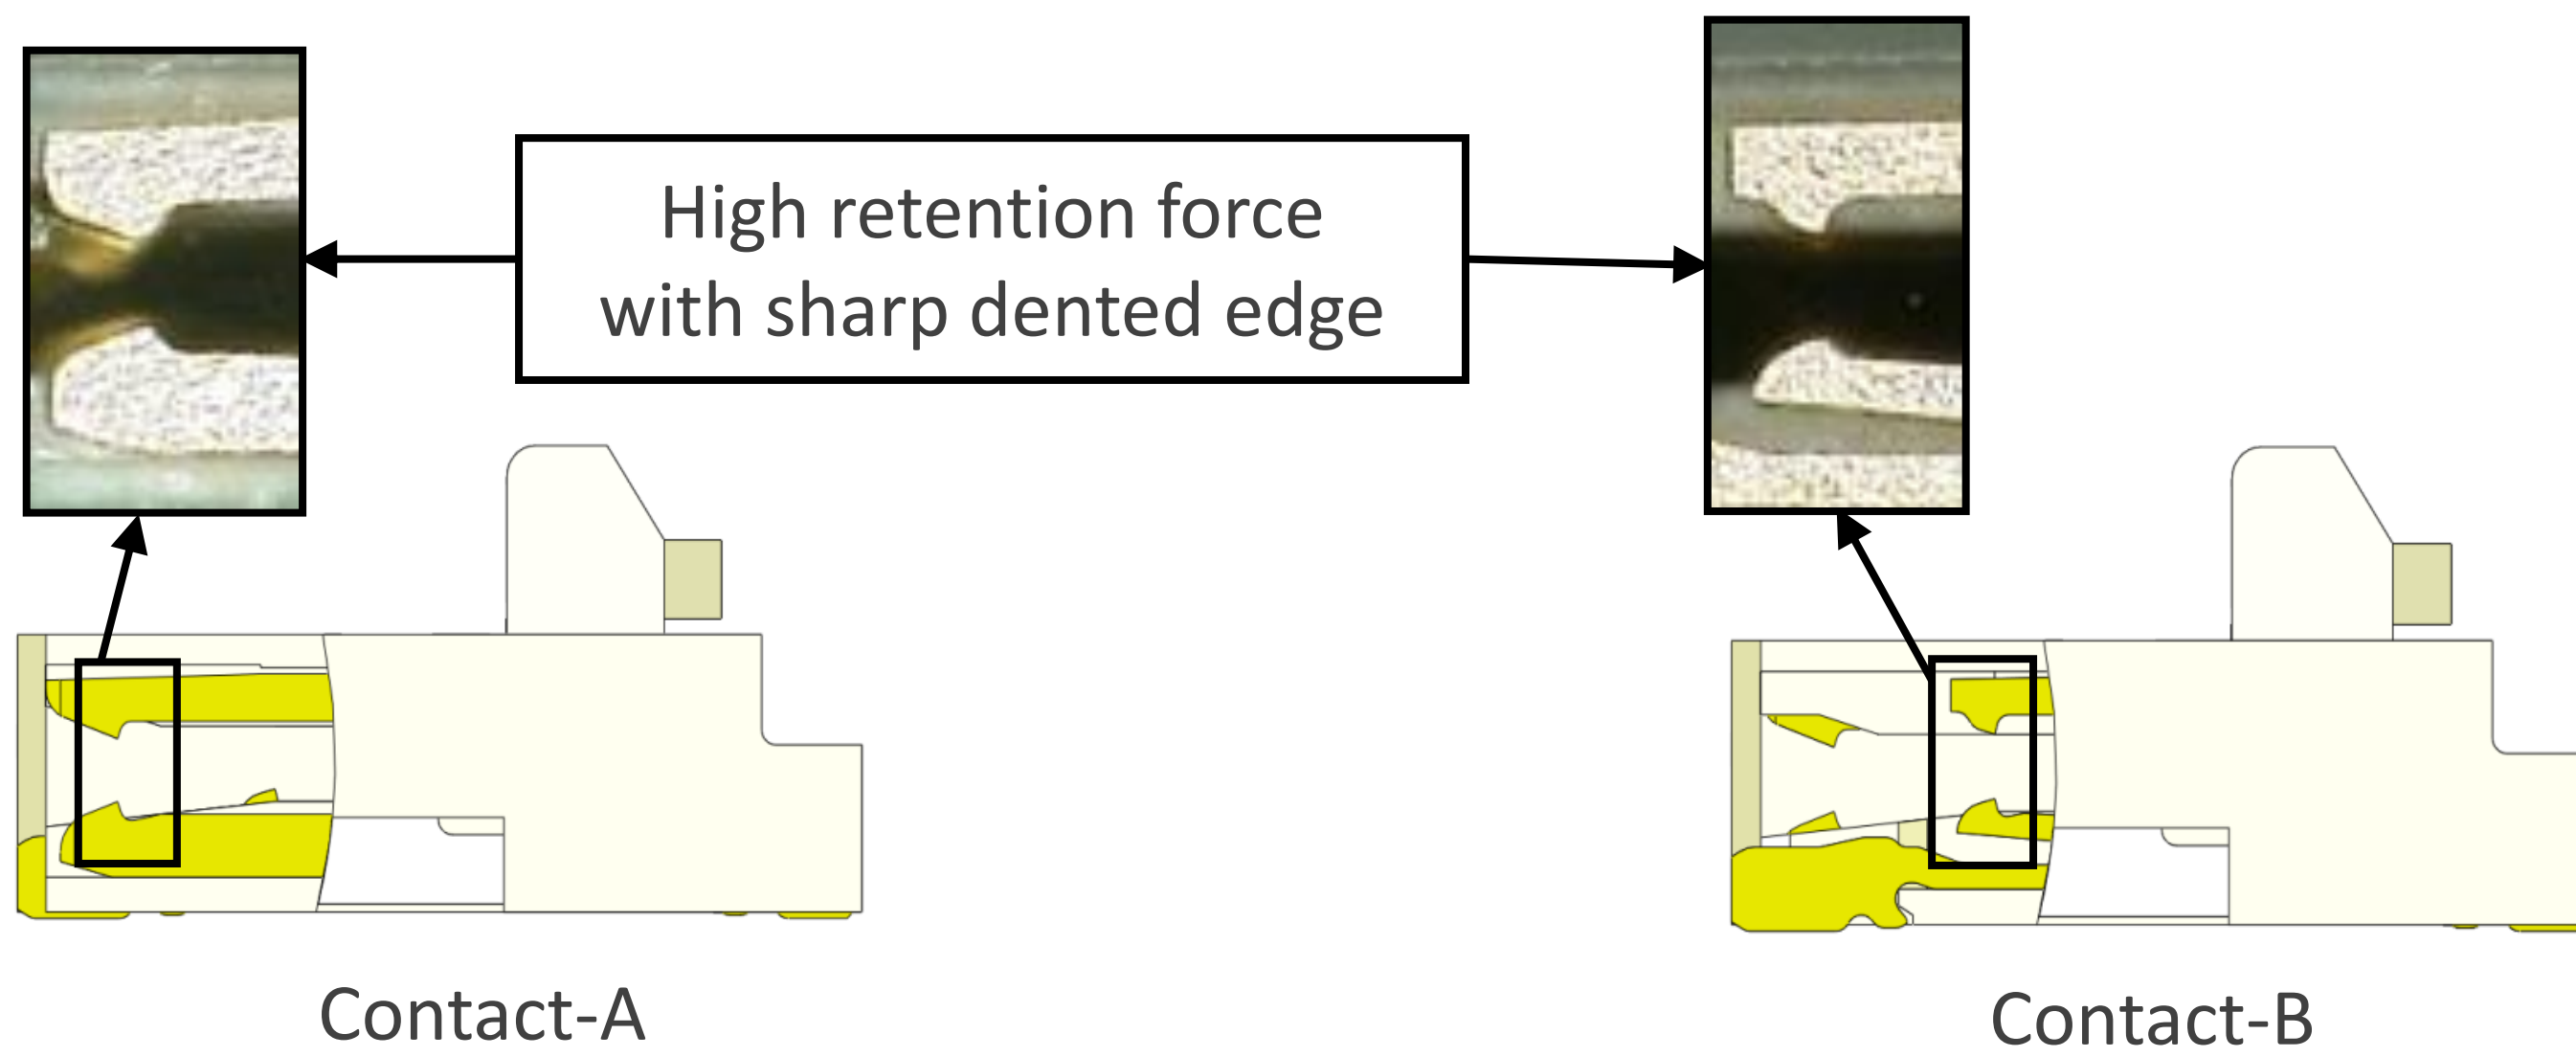 High retention force
with sharp dented edge
Contact-A
Contact-B